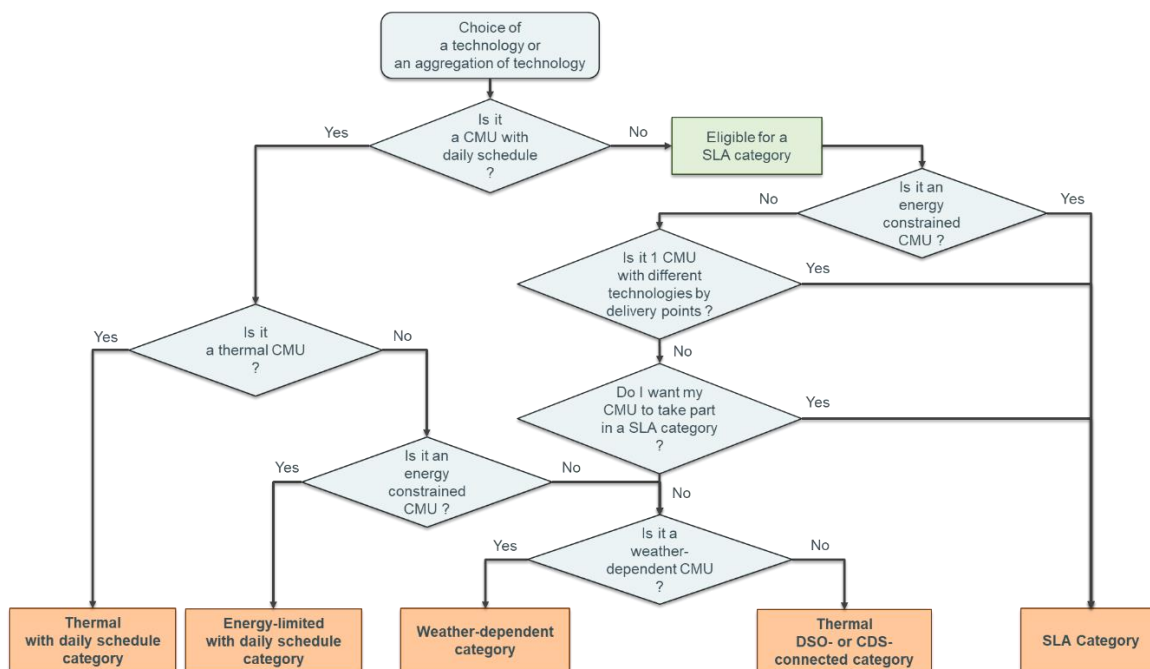 Choice of
a technology or
an aggregation of technology
Is it
a CMU with
daily schedule
?
Yes
No
Eligible for a
SLA category
Is it an
energy
constrained
CMU ?
No
Yes
Is it 1 CMU
with different
technologies by
delivery points ?
Yes
No
Is it
a thermal CMU
?
Yes
No
Do I want my
CMU to take part
in a SLA category
?
Yes
No
Is it an
energy
constrained
CMU ?
Yes
No
Is it a
weather-
dependent CMU
?
Yes
No
Thermal
with daily schedule
category
Energy-limited
with daily schedule
category
Weather-dependent
category
Thermal
DSO- or CDS-
connected category
SLA Category